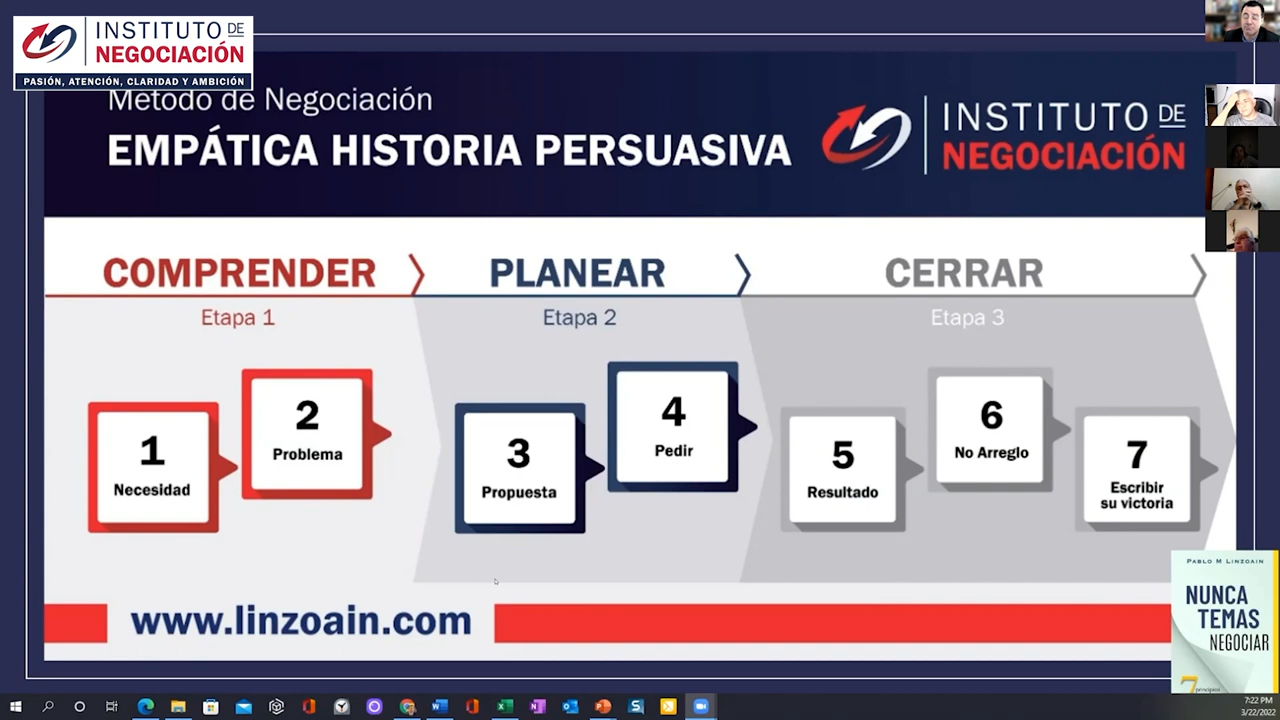 INSTITUTO DE
NEGOCIACIÓN
PASIÓN, ATENCIÓN, CLARIDAD Y AMBICIÓN
Metodo de Negociación
EMPÁTICA HISTORIA PERSUASIVA
INSTITUTO DE
NEGOCIACIÓN
COMPRENDER
PLANEAR
CERRAR
Etapa 1
Etapa 2
Etapa 3
1
Necesidad
2
Problema
3
Propuesta
4
Pedir
5
Resultado
6
No Arreglo
7
Escribir
su victoria
www.linzoain.com
PABLO M LINZOAIN
NUNCA
TEMAS
NEGOCIAR
7 principios
7:22 PM
3/22/2022